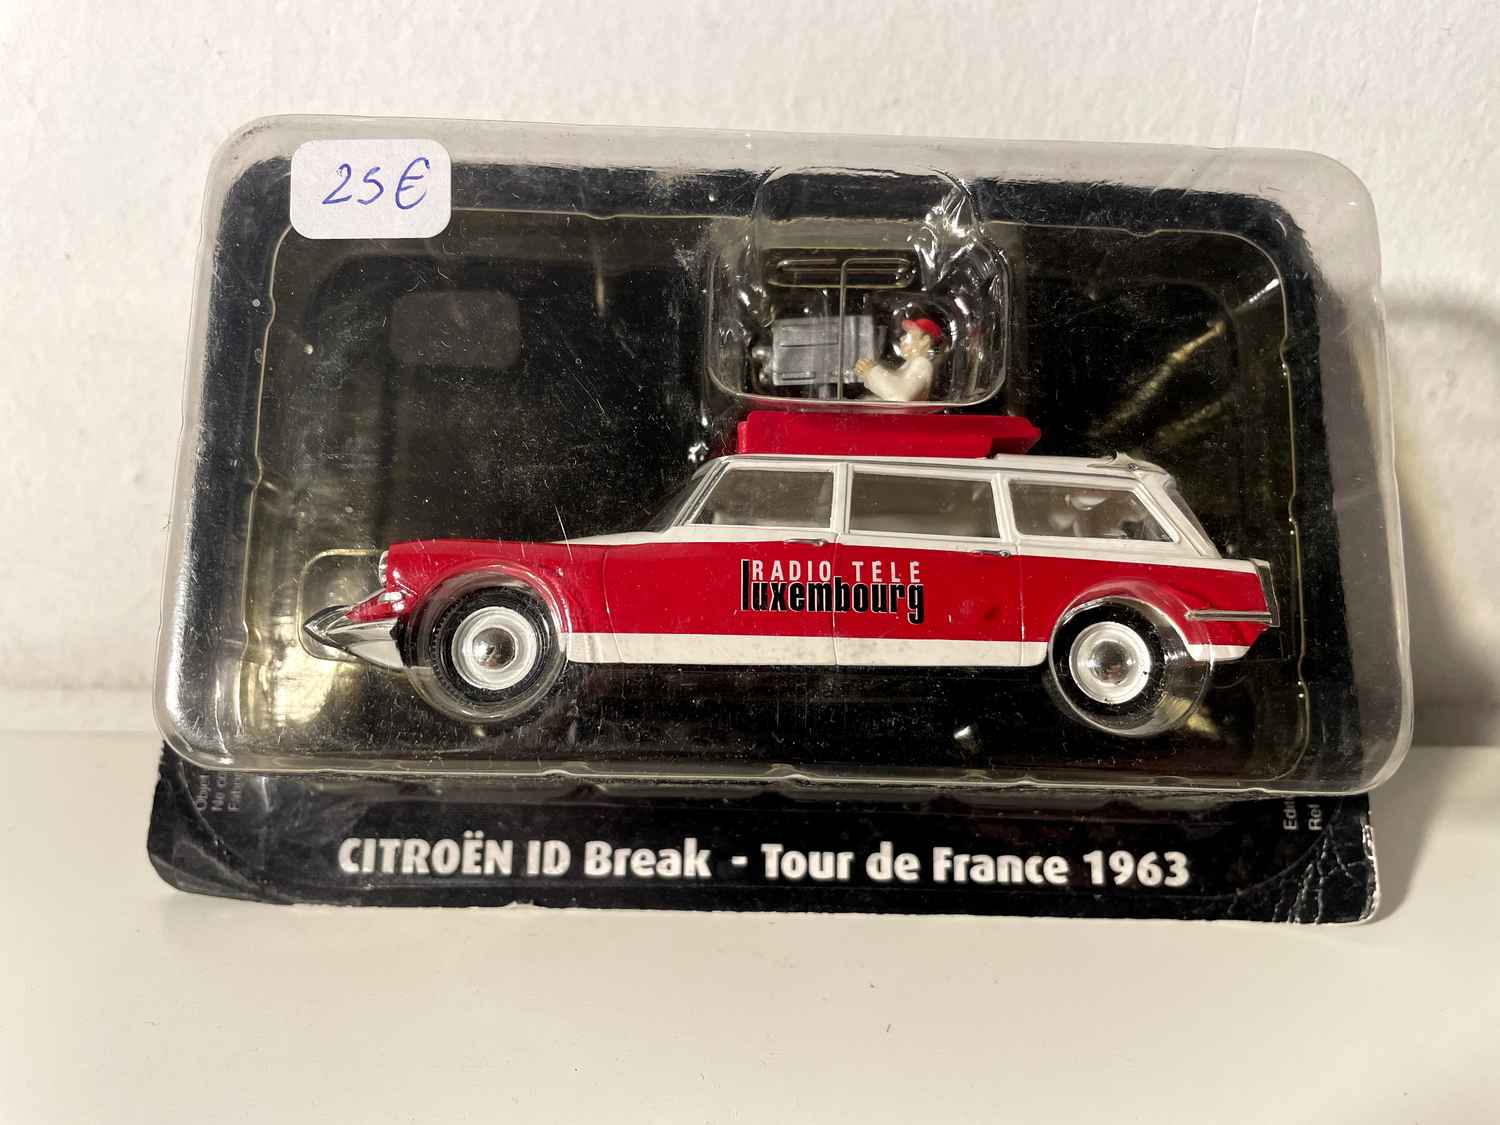 25€
RADIO TELE
luxembourg
CITROËN ID Break - Tour de France 1963